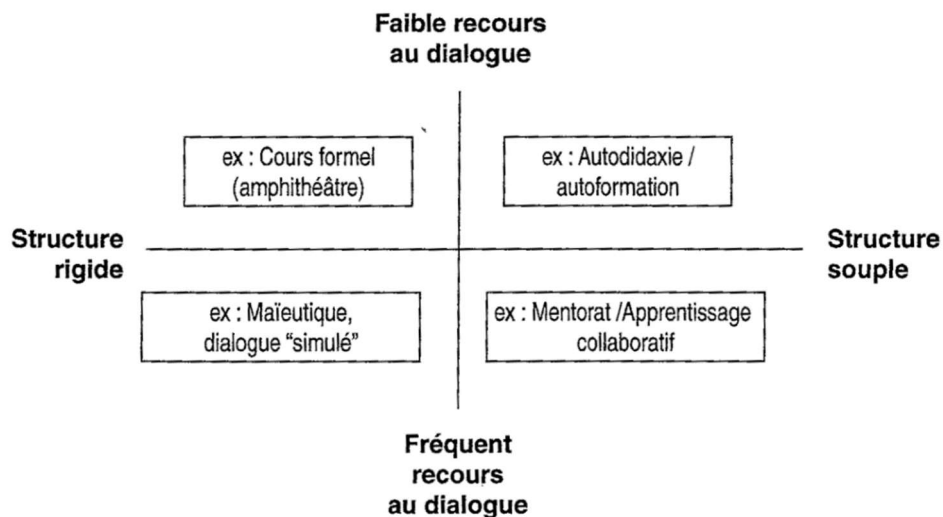 Faible recours
au dialogue
ex : Cours formel
(amphithéâtre)
ex : Autodidaxie /
autoformation
Structure
rigide
Structure
souple
ex : Maïeutique,
dialogue “simulé”
ex : Mentorat /Apprentissage
collaboratif
Fréquent
recours
au dialogue